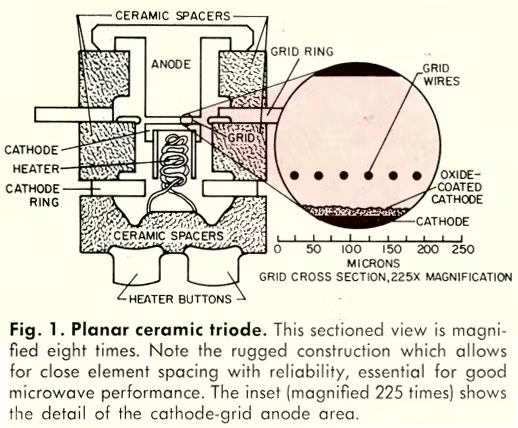 CERAMIC SPACERS
ANODE
GRID RING
GRID
WIRES
CATHODE
HEATER
CATHODE
RING
GRID
OXIDE-
COATED
CATHODE
CATHODE
CERAMIC SPACERS
0 50 100 150 200 250
MICRONS
GRID CROSS SECTION, 225X MAGNIFICATION
HEATER BUTTONS
Fig. 1. Planar ceramic triode. This sectioned view is magni-
fied eight times. Note the rugged construction which allows
for close element spacing with reliability, essential for good
microwave performance. The inset (magnified 225 times) shows
the detail of the cathode-grid anode area.